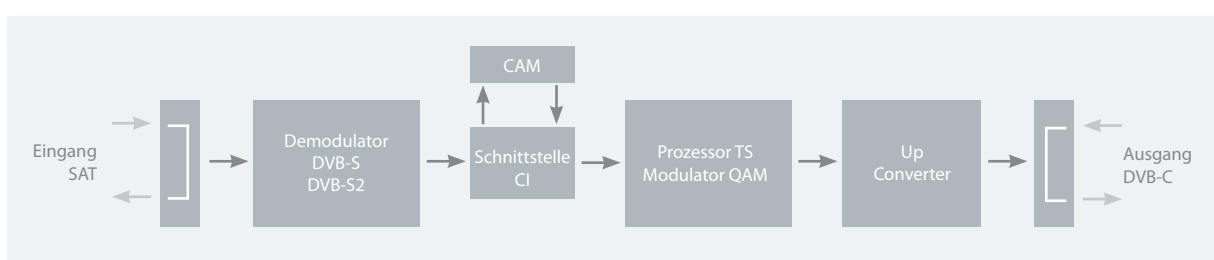 Eingang
SAT
Demodulator
DVB-S
DVB-S2
CAM
Schnittstelle
CI
Prozessor TS
Modulator QAM
Up
Converter
Ausgang
DVB-C